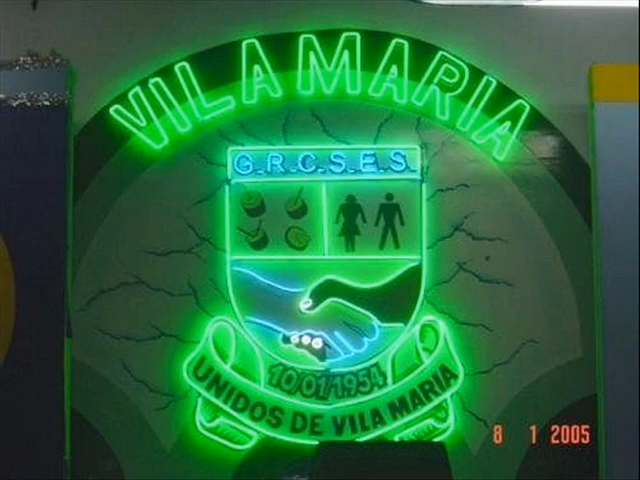 VILA MARIA
G.R.C.S.E.S.
10/01/1954
UNIDOS DE VILA MARIA
8 1 2005